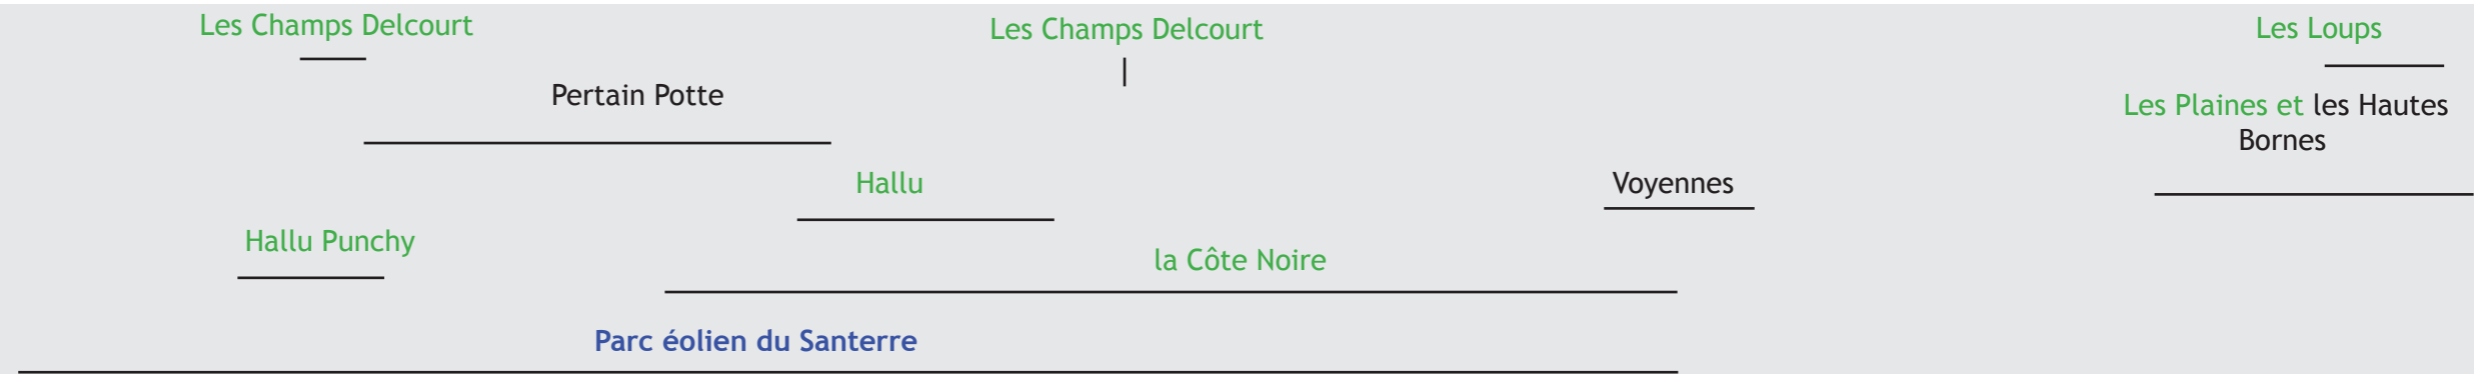 Les Champs Delcourt
Les Champs Delcourt
Les Loups
Pertain Potte
Les Plaines et les Hautes
Bornes
Hallu
Voyennes
Hallu Punchy
la Côte Noire
Parc éolien du Santerre